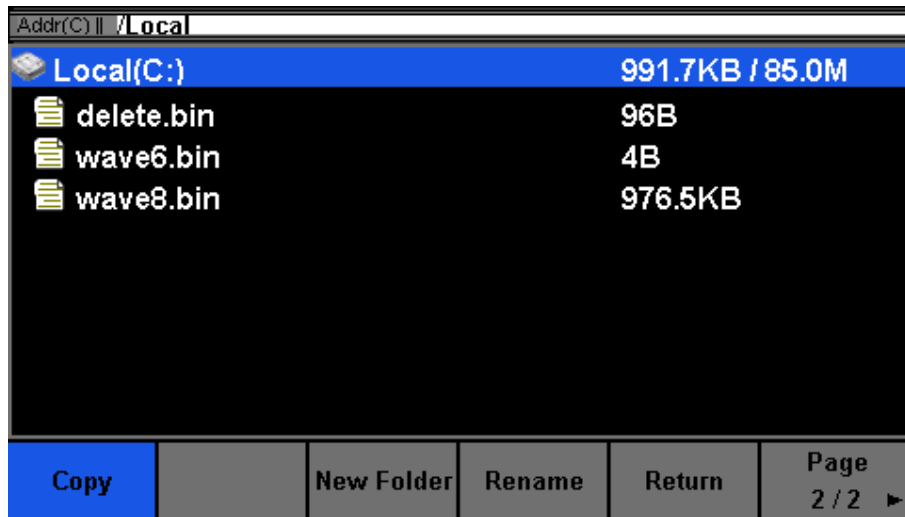 Addr(C) || /Local
Local(C:) 991.7KB / 85.0M
delete.bin 96B
wave6.bin 4B
wave8.bin 976.5KB
Copy New Folder Rename Return Page 2 / 2 ►